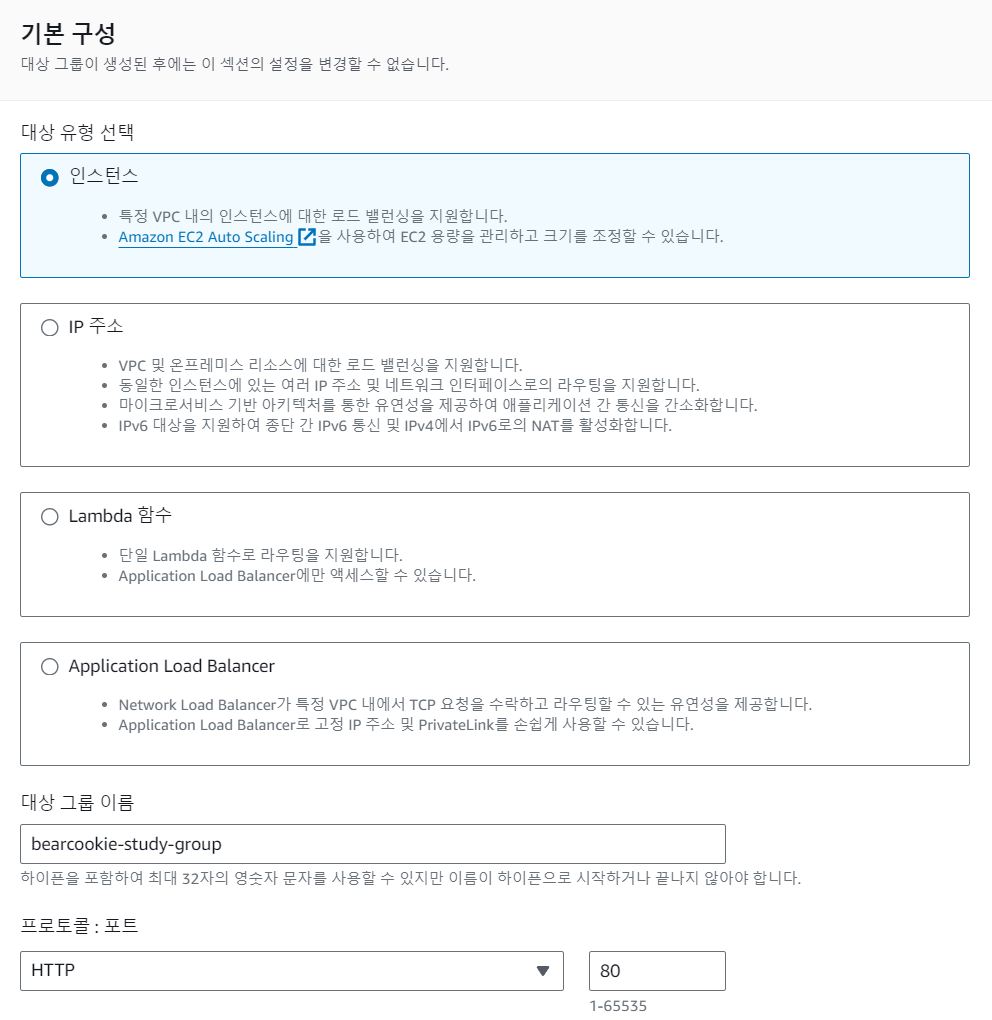 기본 구성
대상 그룹이 생성된 후에는 이 섹션의 설정을 변경할 수 없습니다.
대상 유형 선택
인스턴스
특정 VPC 내의 인스턴스에 대한 로드 밸런싱을 지원합니다.
Amazon EC2 Auto Scaling을 사용하여 EC2 용량을 관리하고 크기를 조정할 수 있습니다.
IP 주소
VPC 및 온프레미스 리소스에 대한 로드 밸런싱을 지원합니다.
동일한 인스턴스에 있는 여러 IP 주소 및 네트워크 인터페이스로의 라우팅을 지원합니다.
마이크로서비스 기반 아키텍처를 통한 유연성을 제공하여 애플리케이션 간 통신을 간소화합니다.
IPv6 대상을 지원하여 종단 간 IPv6 통신 및 IPv4에서 IPv6로의 NAT를 활성화합니다.
Lambda 함수
단일 Lambda 함수로 라우팅을 지원합니다.
Application Load Balancer에만 액세스할 수 있습니다.
Application Load Balancer
Network Load Balancer가 특정 VPC 내에서 TCP 요청을 수락하고 라우팅할 수 있는 유연성을 제공합니다.
Application Load Balancer로 고정 IP 주소 및 PrivateLink를 손쉽게 사용할 수 있습니다.
대상 그룹 이름
bearcookie-study-group
하이픈을 포함하여 최대 32자의 영숫자 문자를 사용할 수 있지만 이름이 하이픈으로 시작하거나 끝나지 않아야 합니다.
프로토콜 : 포트
HTTP 80
1-65535